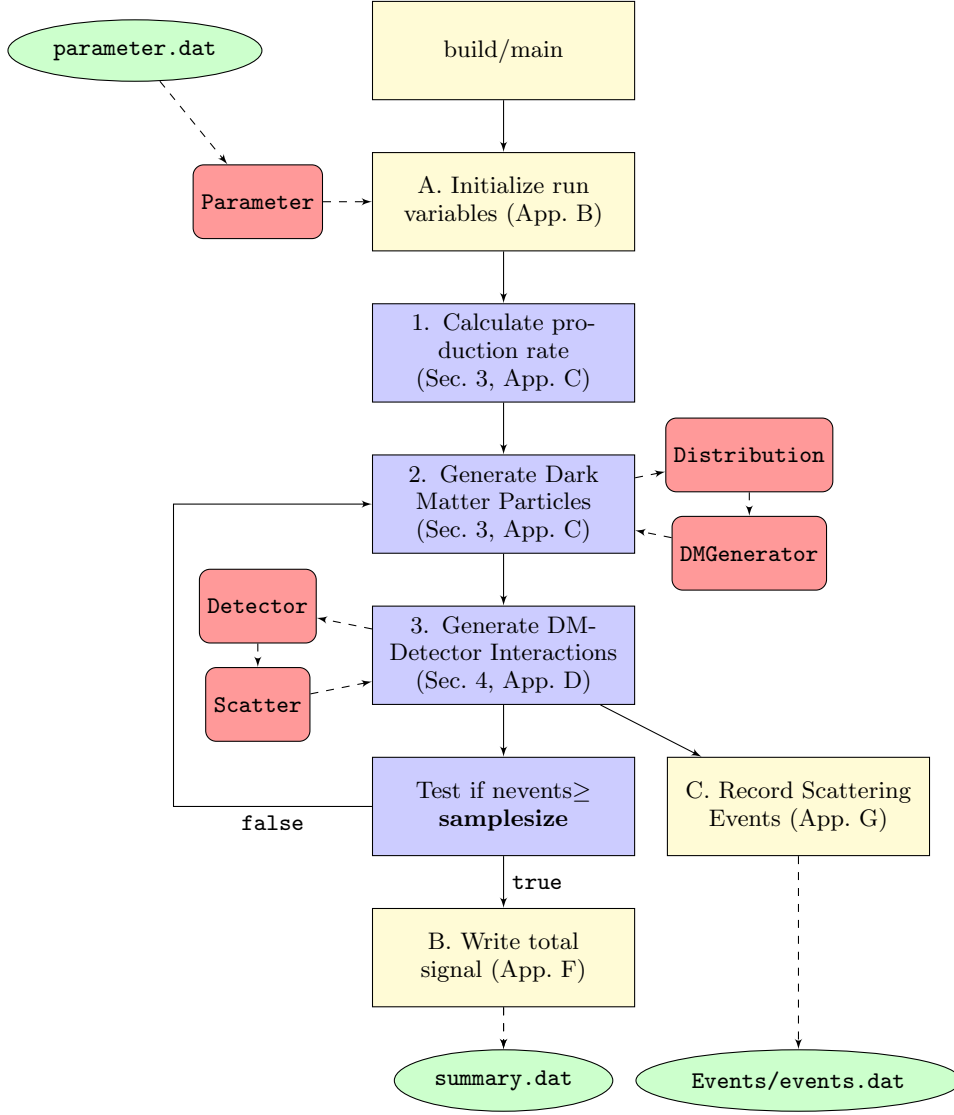 parameter.dat
build/main
Parameter
A. Initialize run
variables (App. B)
1. Calculate pro-
duction rate
(Sec. 3, App. C)
2. Generate Dark
Matter Particles
(Sec. 3, App. C)
Distribution
DMGenerator
Detector
Scatter
3. Generate DM-
Detector Interactions
(Sec. 4, App. D)
Test if nevents≥
samplesize
false
true
C. Record Scattering
Events (App. G)
B. Write total
signal (App. F)
summary.dat
Events/events.dat